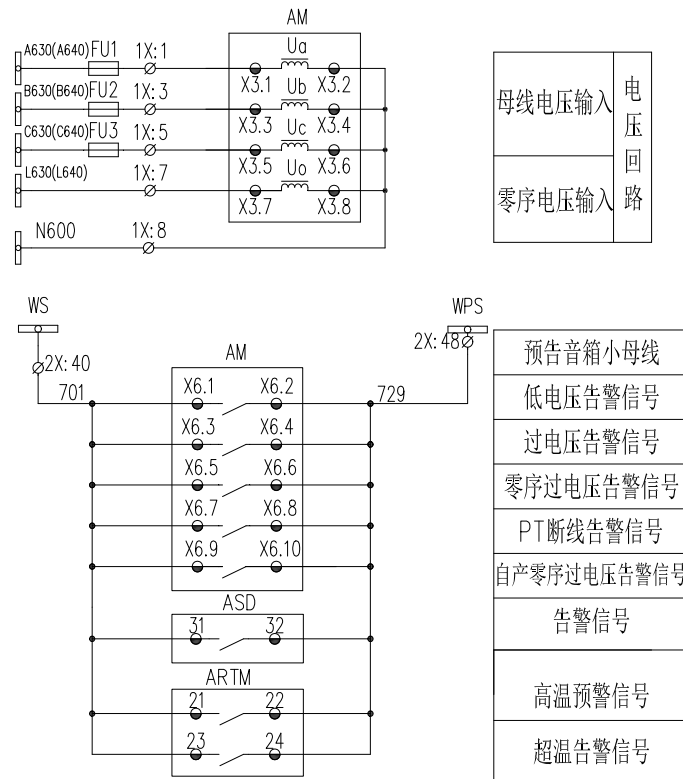 AM
A630(A640) FU1 1X:1 Ua
X3.1 X3.2
B630(B640) FU2 1X:3 Ub
X3.3 X3.4
C630(C640) FU3 1X:5 Uc
X3.5 X3.6
L630(L640) 1X:7 Uo
X3.7 X3.8
N600 1X:8
母线电压输入
零序电压输入
电压回路
WS WPS
2X:40 2X:48
701 729
AM
X6.1 X6.2
X6.3 X6.4
X6.5 X6.6
X6.7 X6.8
X6.9 X6.10
ASD
31 32
ARTM
21 22
23 24
预告音箱小母线
低电压告警信号
过电压告警信号
零序过电压告警信号
PT断线告警信号
自产零序过电压告警信号
告警信号
高温预警信号
超温告警信号